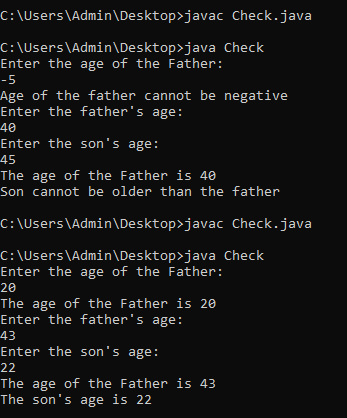 C:\Users\Admin\Desktop>javac Check.java
C:\Users\Admin\Desktop>java Check
Enter the age of the Father:
-5
Age of the father cannot be negative
Enter the father's age:
40
Enter the son's age:
45
The age of the Father is 40
Son cannot be older than the father
C:\Users\Admin\Desktop>javac Check.java
C:\Users\Admin\Desktop>java Check
Enter the age of the Father:
20
The age of the Father is 20
Enter the father's age:
43
Enter the son's age:
22
The age of the Father is 43
The son's age is 22